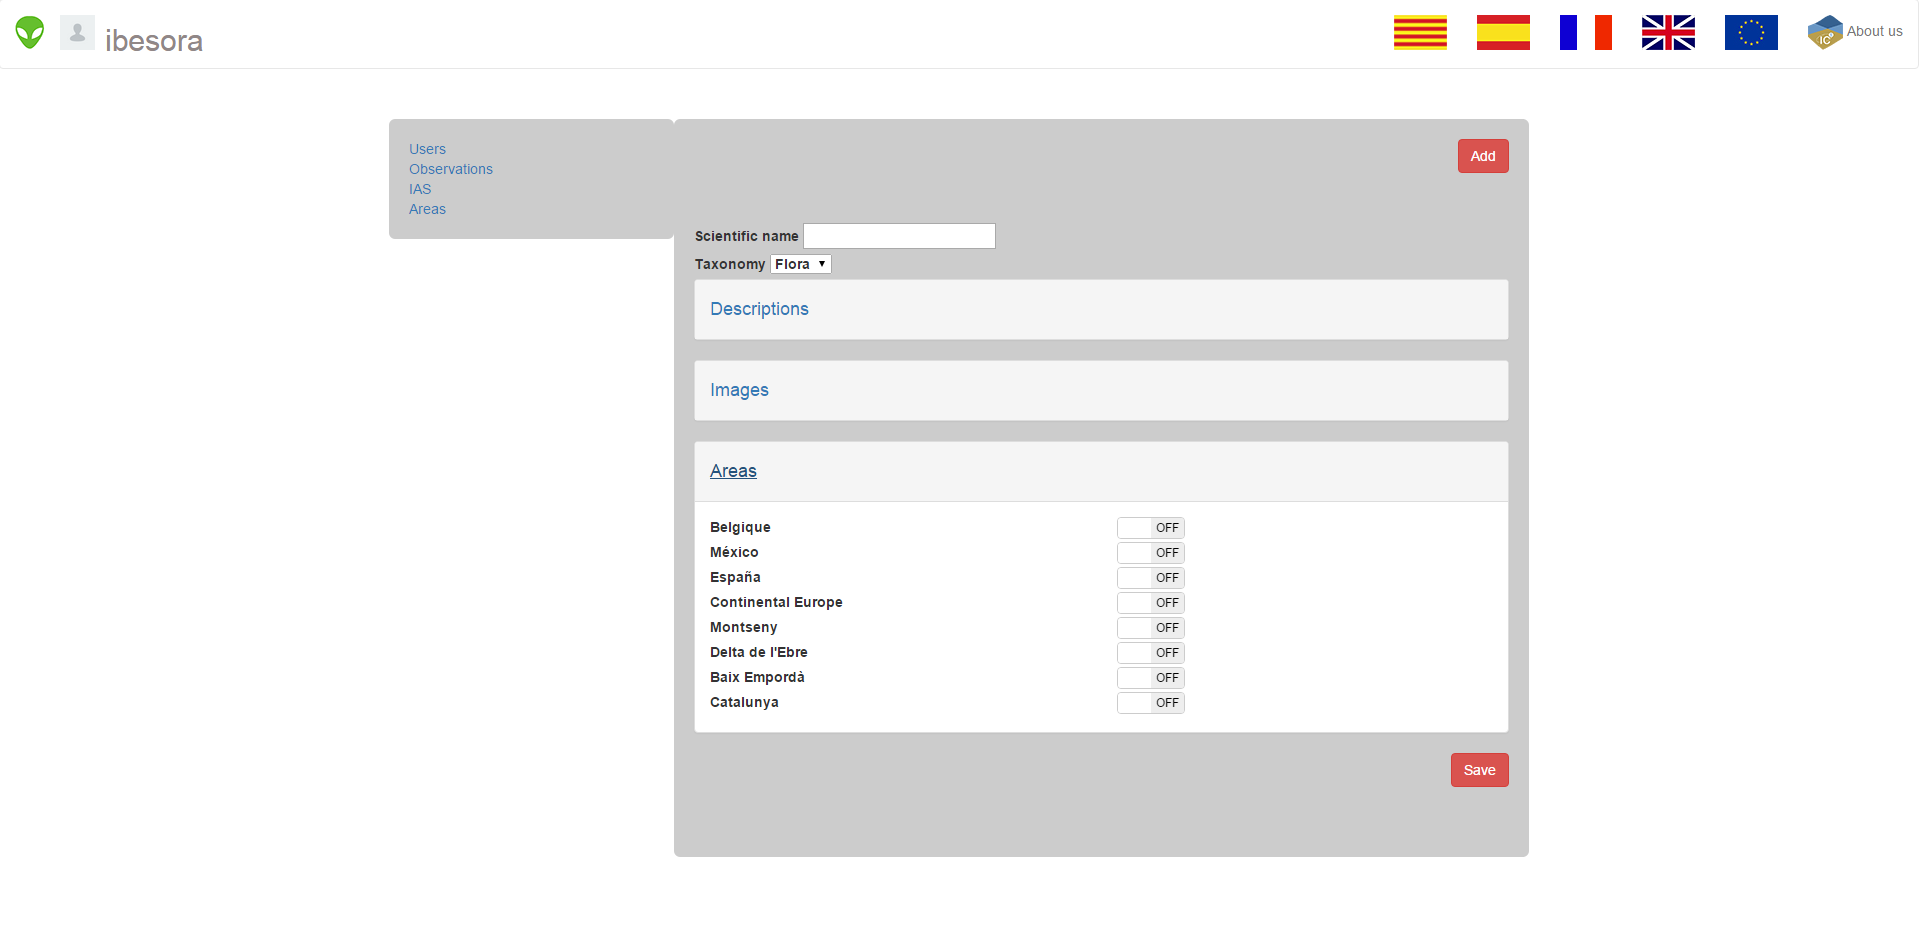 ibesora
iC
About us
Users
Observations
IAS
Areas
Add
Scientific name
Taxonomy Flora
Descriptions
Images
Areas
Belgique OFF
México OFF
España OFF
Continental Europe OFF
Montseny OFF
Delta de l'Ebre OFF
Baix Empordà OFF
Catalunya OFF
Save